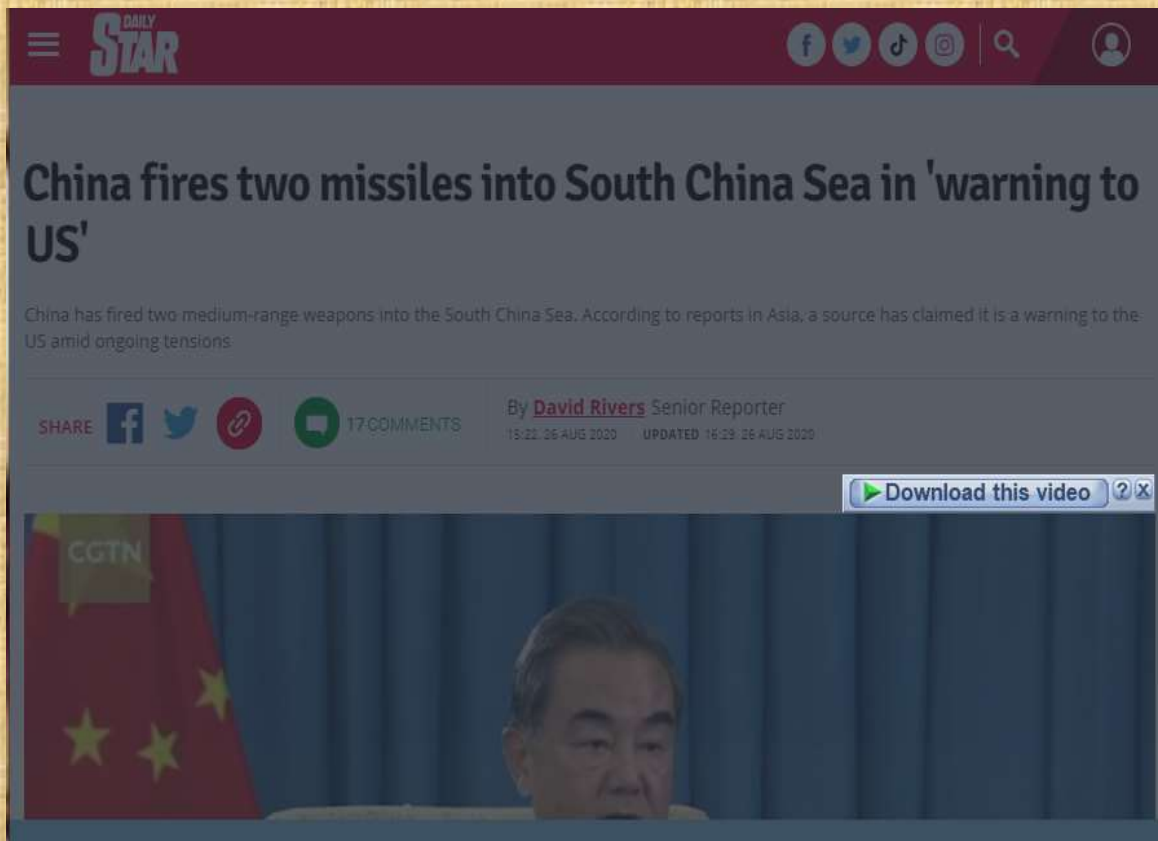 DAILY
STAR
China fires two missiles into South China Sea in 'warning to
US'
China has fired two medium-range weapons into the South China Sea. According to reports in Asia, a source has claimed it is a warning to the
US amid ongoing tensions
SHARE
17 COMMENTS
By David Rivers Senior Reporter
15:22, 26 AUG 2020 UPDATED 16:29, 26 AUG 2020
Download this video ? X
CGTN